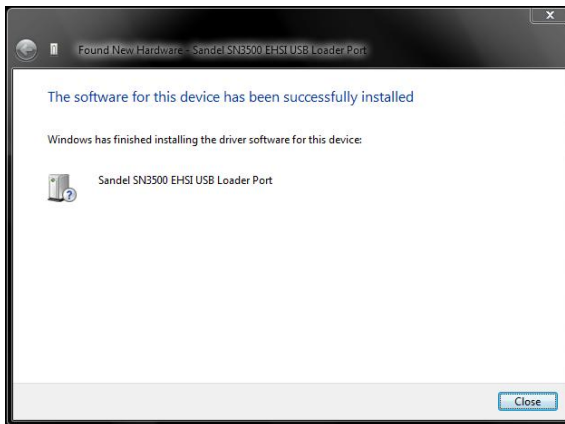 Found New Hardware - Sandel SN3500 EHSI USB Loader Port
The software for this device has been successfully installed
Windows has finished installing the driver software for this device:
Sandel SN3500 EHSI USB Loader Port
Close